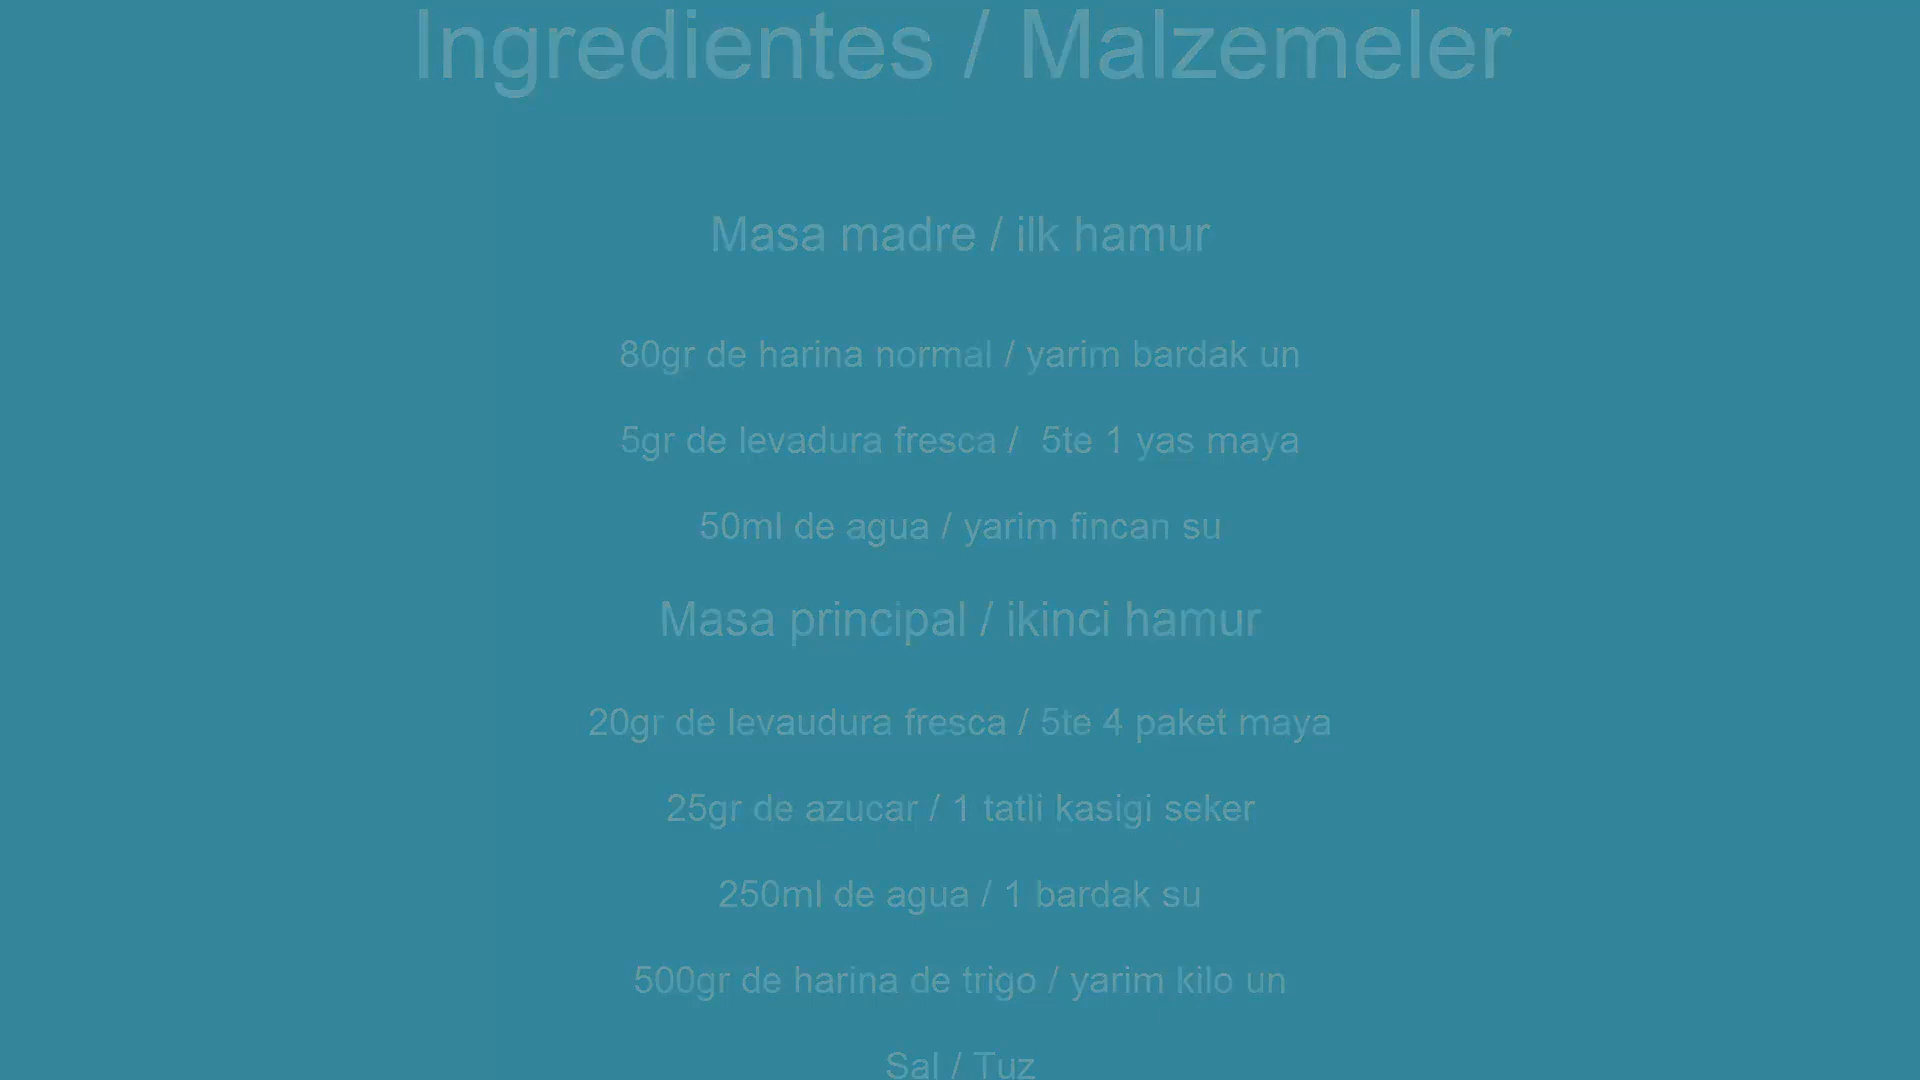 Ingredientes / Malzemeler
Masa madre / ilk hamur
80gr de harina normal / yarim bardak un
5gr de levadura fresca / 5te 1 yas maya
50ml de agua / yarim fincan su
Masa principal / ikinci hamur
20gr de levaudura fresca / 5te 4 paket maya
25gr de azucar / 1 tatli kasigi seker
250ml de agua / 1 bardak su
500gr de harina de trigo / yarim kilo un
Sal / Tuz